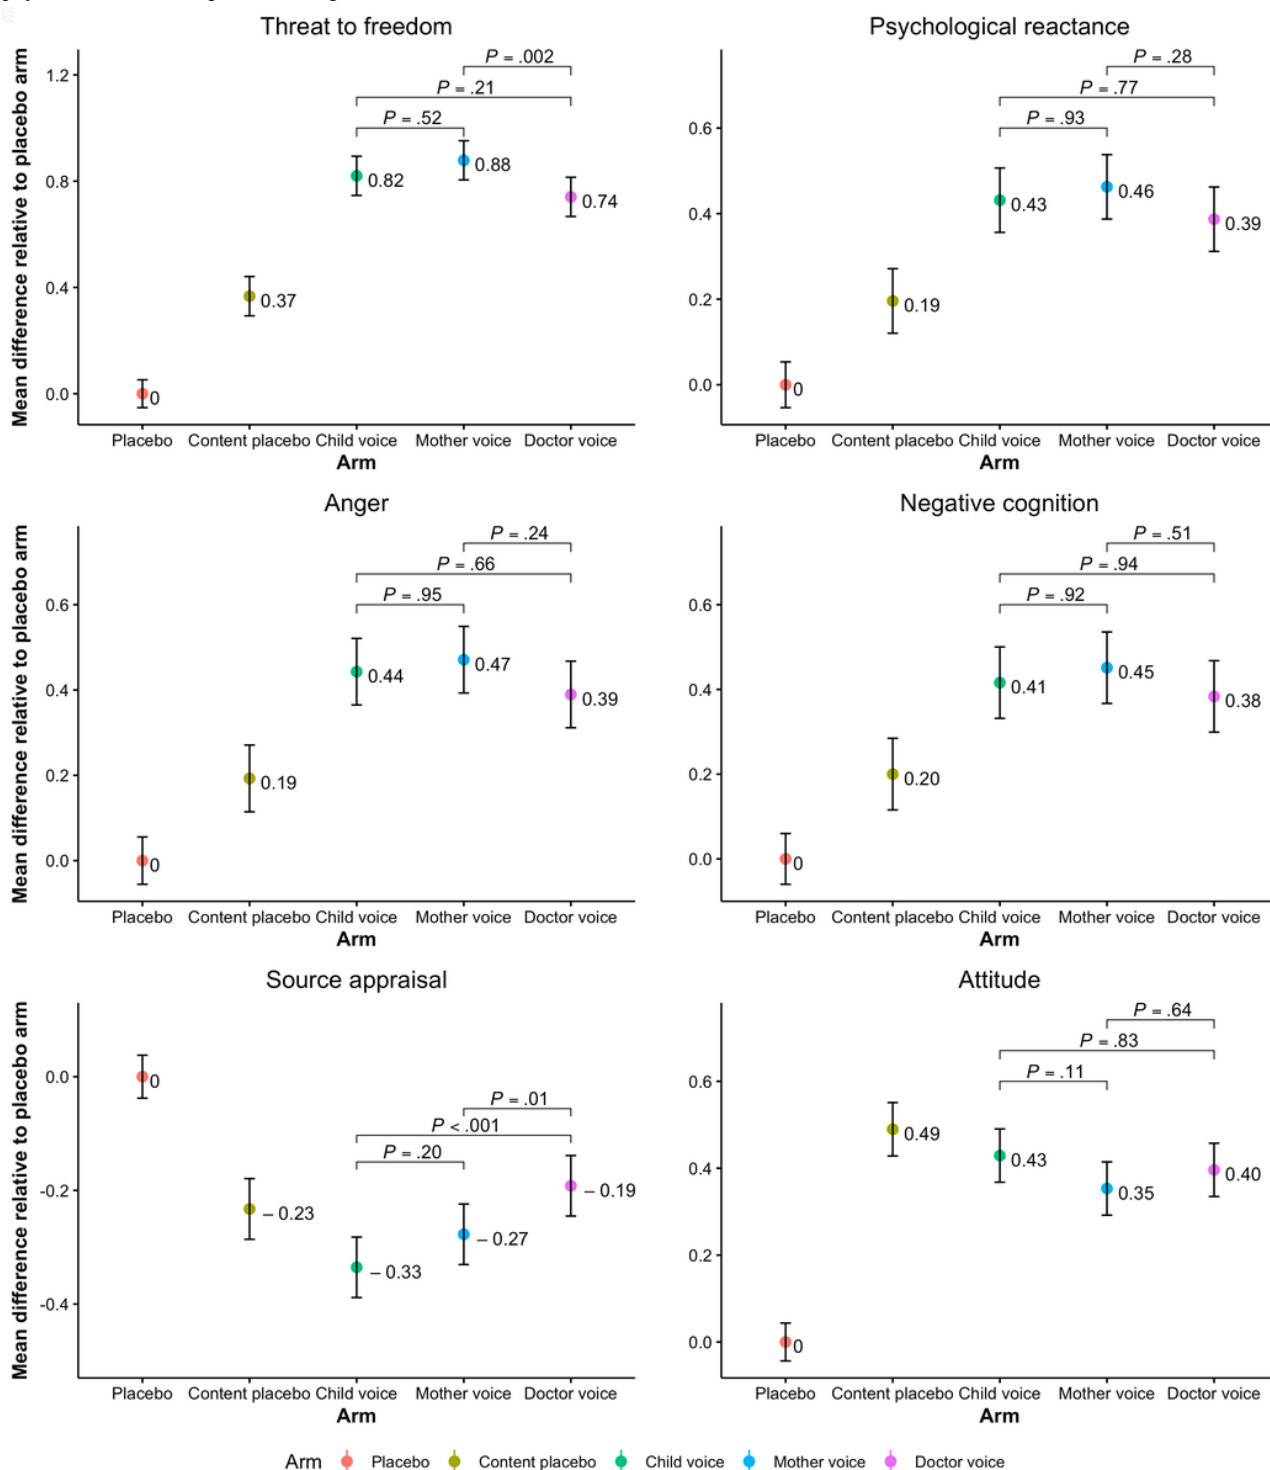 Threat to freedom
Mean difference relative to placebo arm
1.2
0.8
0.4
0.0
P = .002
P = .21
P = .52
0
0.37
0.82
0.88
0.74
Placebo Content placebo Child voice Mother voice Doctor voice
Arm
Psychological reactance
0.6
0.4
0.2
0.0
P = .28
P = .77
P = .93
0
0.19
0.43
0.46
0.39
Placebo Content placebo Child voice Mother voice Doctor voice
Arm
Anger
Mean difference relative to placebo arm
0.6
0.4
0.2
0.0
P = .24
P = .66
P = .95
0
0.19
0.44
0.47
0.39
Placebo Content placebo Child voice Mother voice Doctor voice
Arm
Negative cognition
0.6
0.4
0.2
0.0
P = .51
P = .94
P = .92
0
0.20
0.41
0.45
0.38
Placebo Content placebo Child voice Mother voice Doctor voice
Arm
Source appraisal
Mean difference relative to placebo arm
0.0
-0.2
-0.4
P = .01
P < .001
P = .20
0
– 0.23
– 0.33
– 0.27
– 0.19
Placebo Content placebo Child voice Mother voice Doctor voice
Arm
Attitude
0.6
0.4
0.2
0.0
P = .64
P = .83
P = .11
0
0.49
0.43
0.35
0.40
Placebo Content placebo Child voice Mother voice Doctor voice
Arm
Arm Placebo Content placebo Child voice Mother voice Doctor voice